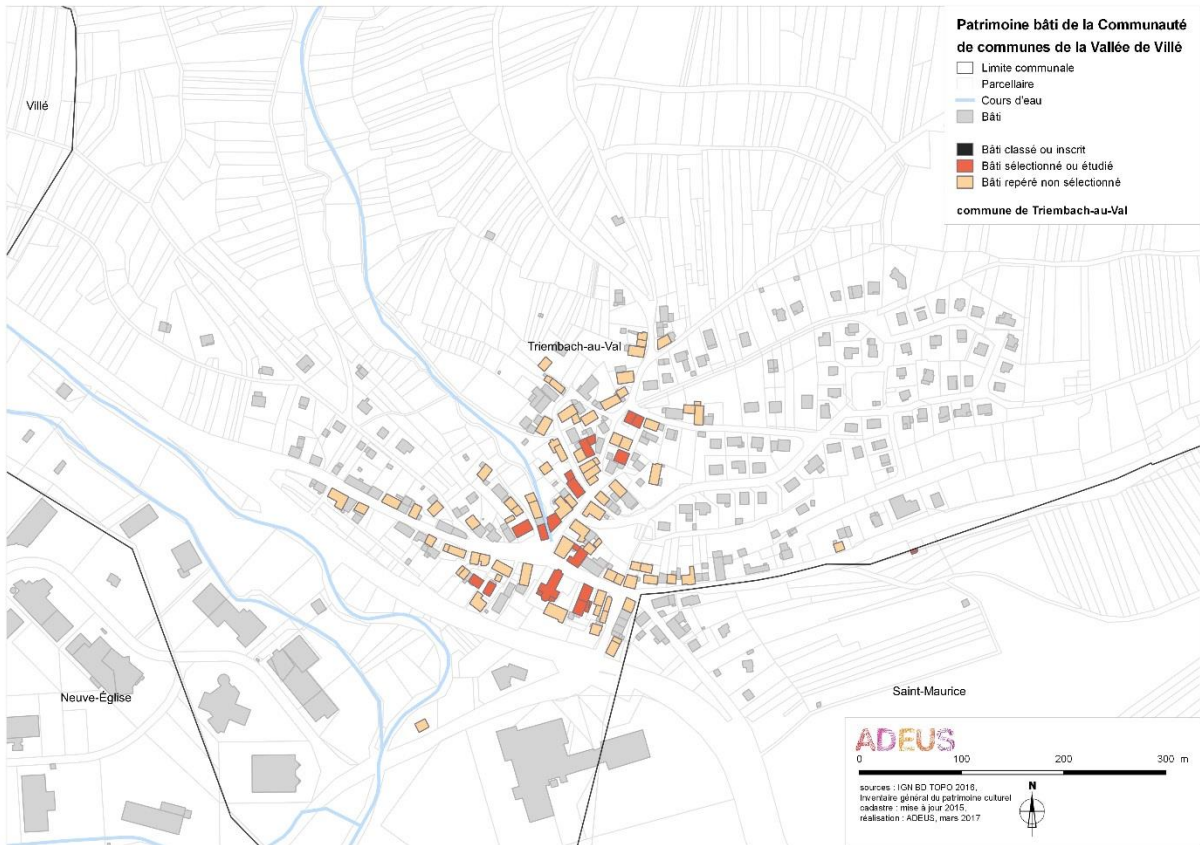 Patrimoine bâti de la Communauté
de communes de la Vallée de Villé
Limite communale
Parcellaire
Cours d'eau
Bâti
Bâti classé ou inscrit
Bâti sélectionné ou étudié
Bâti repéré non sélectionné
commune de Triembach-au-Val
Villé
Triembach-au-Val
Neuve-Église
Saint-Maurice
ADEUS
0 100 200 300 m
sources : IGN BD TOPO 2016,
Inventaire général du patrimoine culturel
cadastre : mise à jour 2015,
réalisation : ADEUS, mars 2017
N